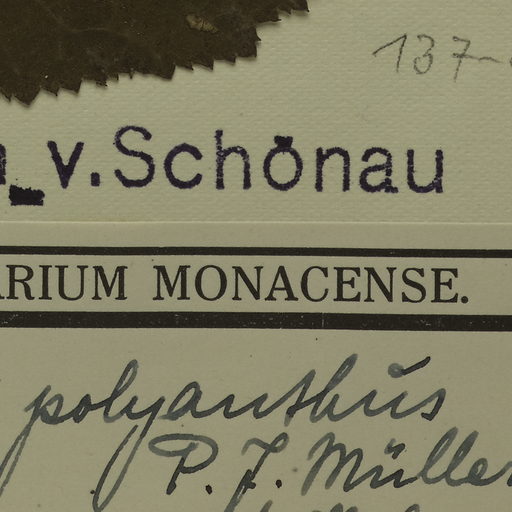 137-
v. Schönau
ARIUM MONACENSE.
polyanthus
P. J. Müller